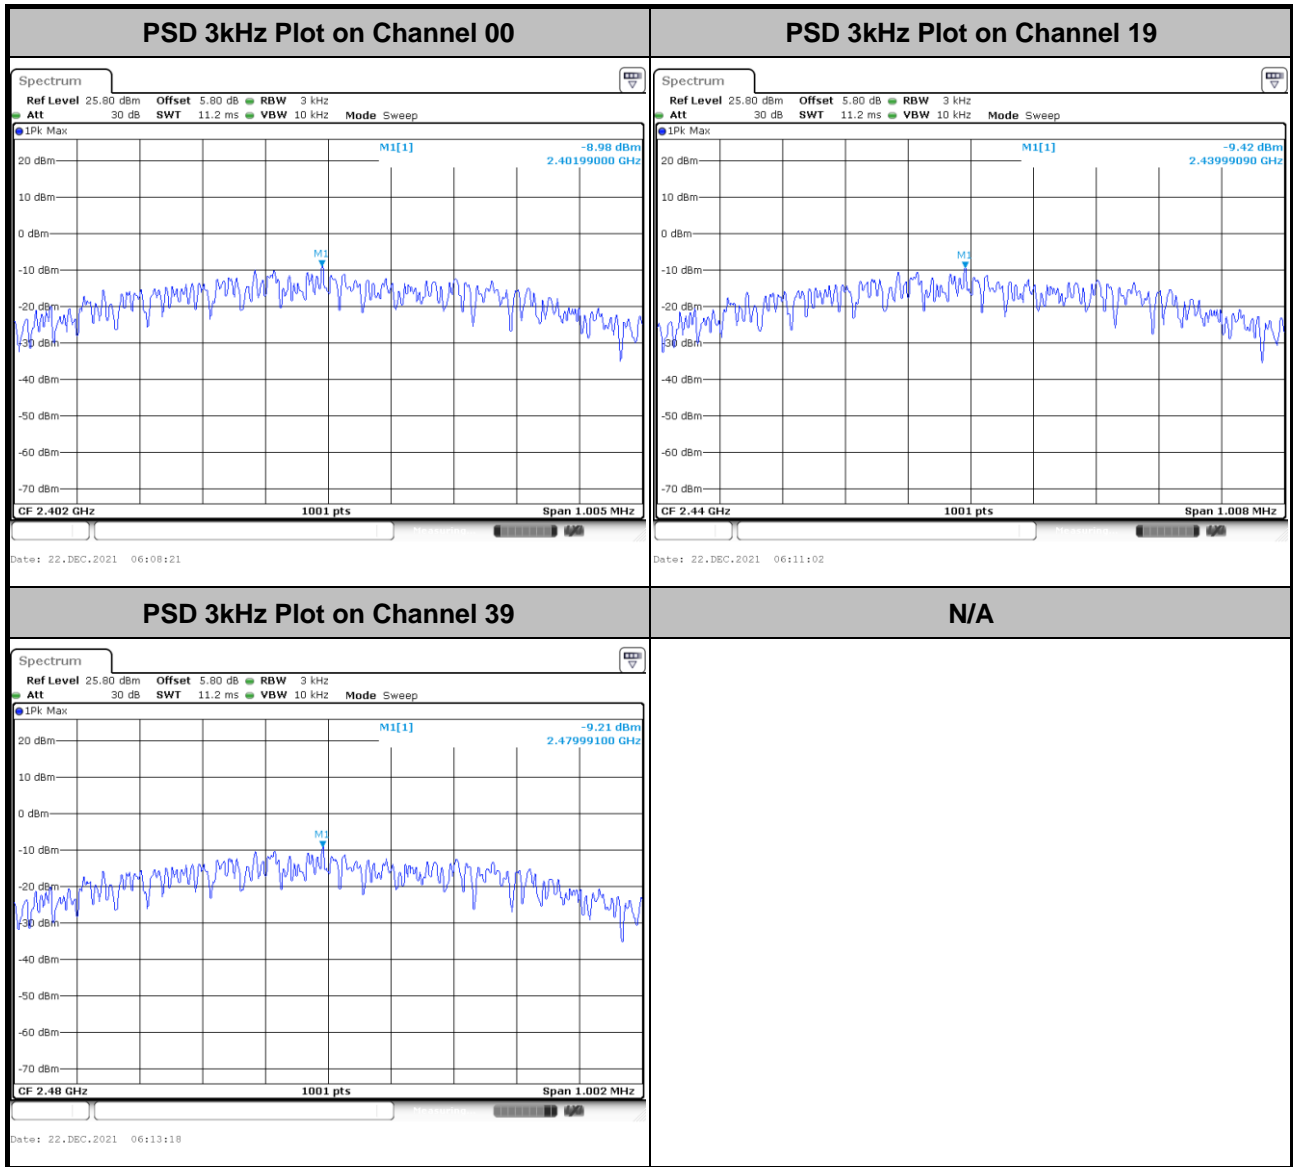 PSD 3kHz Plot on Channel 00
PSD 3kHz Plot on Channel 19
Spectrum
Ref Level 25.80 dBm Offset 5.80 dB RBW 3 kHz
Att 30 dB SWT 11.2 ms VBW 10 kHz Mode Sweep
1Pk Max
M1[1] -8.98 dBm
2.40199000 GHz
20 dBm
10 dBm
0 dBm
M1
-10 dBm
-20 dBm
-30 dBm
-40 dBm
-50 dBm
-60 dBm
-70 dBm
CF 2.402 GHz 1001 pts Span 1.005 MHz
Measuring...
Date: 22.DEC.2021 06:08:21
Spectrum
Ref Level 25.80 dBm Offset 5.80 dB RBW 3 kHz
Att 30 dB SWT 11.2 ms VBW 10 kHz Mode Sweep
1Pk Max
M1[1] -9.42 dBm
2.43999090 GHz
20 dBm
10 dBm
0 dBm
M1
-10 dBm
-20 dBm
-30 dBm
-40 dBm
-50 dBm
-60 dBm
-70 dBm
CF 2.44 GHz 1001 pts Span 1.008 MHz
Measuring...
Date: 22.DEC.2021 06:11:02
PSD 3kHz Plot on Channel 39
N/A
Spectrum
Ref Level 25.80 dBm Offset 5.80 dB RBW 3 kHz
Att 30 dB SWT 11.2 ms VBW 10 kHz Mode Sweep
1Pk Max
M1[1] -9.21 dBm
2.47999100 GHz
20 dBm
10 dBm
0 dBm
M1
-10 dBm
-20 dBm
-30 dBm
-40 dBm
-50 dBm
-60 dBm
-70 dBm
CF 2.48 GHz 1001 pts Span 1.002 MHz
Measuring...
Date: 22.DEC.2021 06:13:18